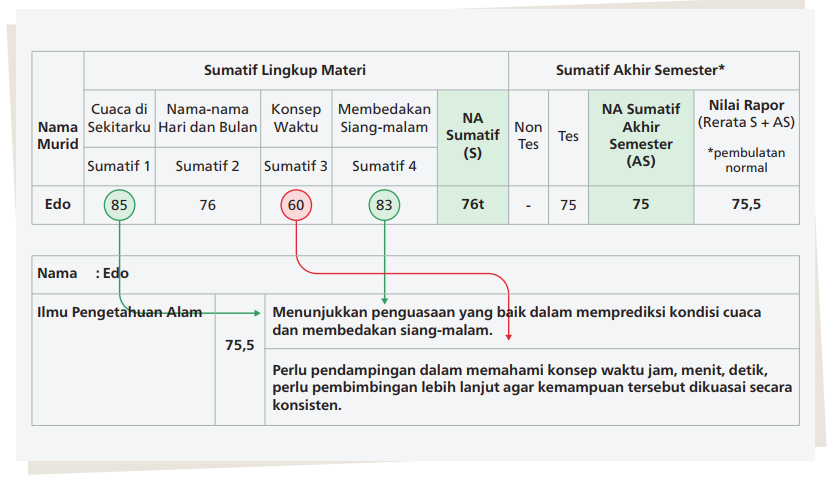 Sumatif Lingkup Materi
Sumatif Akhir Semester*
Nama
Murid
Cuaca di
Sekitarku
Nama-nama
Hari dan Bulan
Konsep
Waktu
Membedakan
Siang-malam
NA
Sumatif
(S)
Non
Tes
Tes
NA Sumatif
Akhir
Semester
(AS)
Nilai Rapor
(Rerata S + AS)
*pembulatan
normal
Sumatif 1
Sumatif 2
Sumatif 3
Sumatif 4
Edo
85
76
60
83
76t
-
75
75
75,5
Nama : Edo
Ilmu Pengetahuan Alam
75,5
Menunjukkan penguasaan yang baik dalam memprediksi kondisi cuaca
dan membedakan siang-malam.
Perlu pendampingan dalam memahami konsep waktu jam, menit, detik,
perlu pembimbingan lebih lanjut agar kemampuan tersebut dikuasai secara
konsisten.